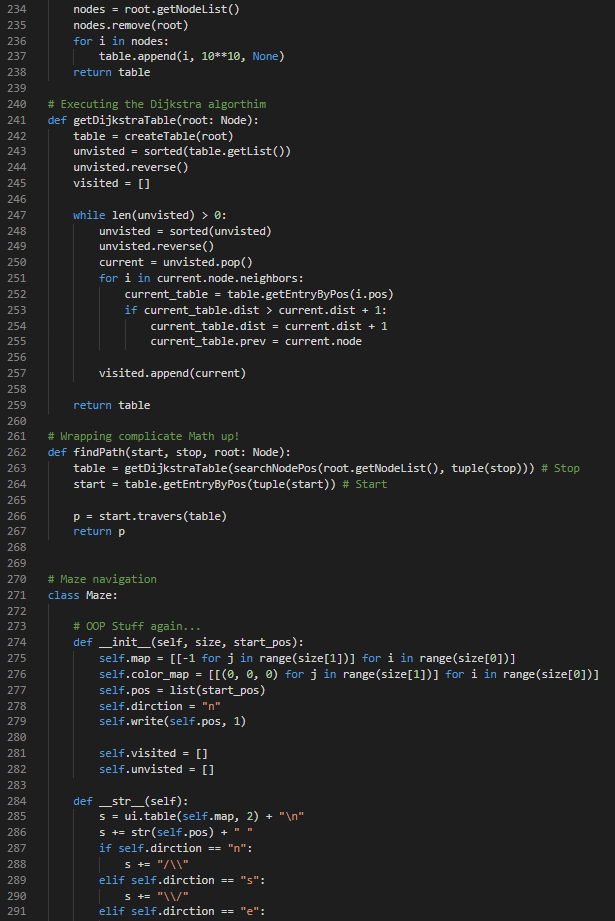 234 nodes = root.getNodeList()
235 nodes.remove(root)
236 for i in nodes:
237 table.append(i, 10**10, None)
238 return table
239
240 # Executing the Dijkstra algorthim
241 def getDijkstraTable(root: Node):
242 table = createTable(root)
243 unvisted = sorted(table.getList())
244 unvisted.reverse()
245 visited = []
246
247 while len(unvisted) > 0:
248 unvisted = sorted(unvisted)
249 unvisted.reverse()
250 current = unvisted.pop()
251 for i in current.node.neighbors:
252 current_table = table.getEntryByPos(i.pos)
253 if current_table.dist > current.dist + 1:
254 current_table.dist = current.dist + 1
255 current_table.prev = current.node
256
257 visited.append(current)
258
259 return table
260
261 # Wrapping complicate Math up!
262 def findPath(start, stop, root: Node):
263 table = getDijkstraTable(searchNodePos(root.getNodeList(), tuple(stop))) # Stop
264 start = table.getEntryByPos(tuple(start)) # Start
265
266 p = start.travers(table)
267 return p
268
269
270 # Maze navigation
271 class Maze:
272
273 # OOP Stuff again...
274 def __init__(self, size, start_pos):
275 self.map = [[-1 for j in range(size[1])] for i in range(size[0])]
276 self.color_map = [[(0, 0, 0) for j in range(size[1])] for i in range(size[0])]
277 self.pos = list(start_pos)
278 self.dirction = "n"
279 self.write(self.pos, 1)
280
281 self.visited = []
282 self.unvisted = []
283
284 def __str__(self):
285 s = ui.table(self.map, 2) + "\n"
286 s += str(self.pos) + " "
287 if self.dirction == "n":
288 s += "/\\"
289 elif self.dirction == "s":
290 s += "\\/"
291 elif self.dirction == "e":